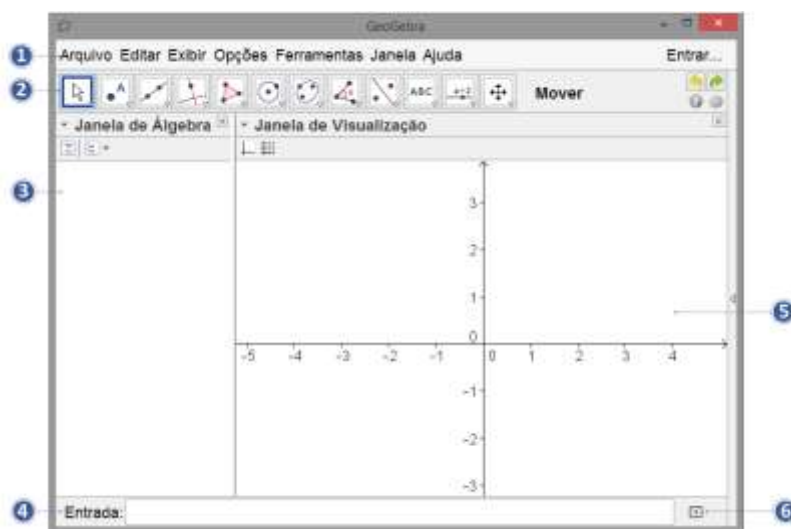 GeoGebra
1 Arquivo Editar Exibir Opções Ferramentas Janela Ajuda Entrar...
2 A ABC a=2 Mover
Janela de Álgebra Janela de Visualização
3
3
2
1
5
0
-5 -4 -3 -2 -1 0 1 2 3 4
-1
-2
-3
4 Entrada: 6